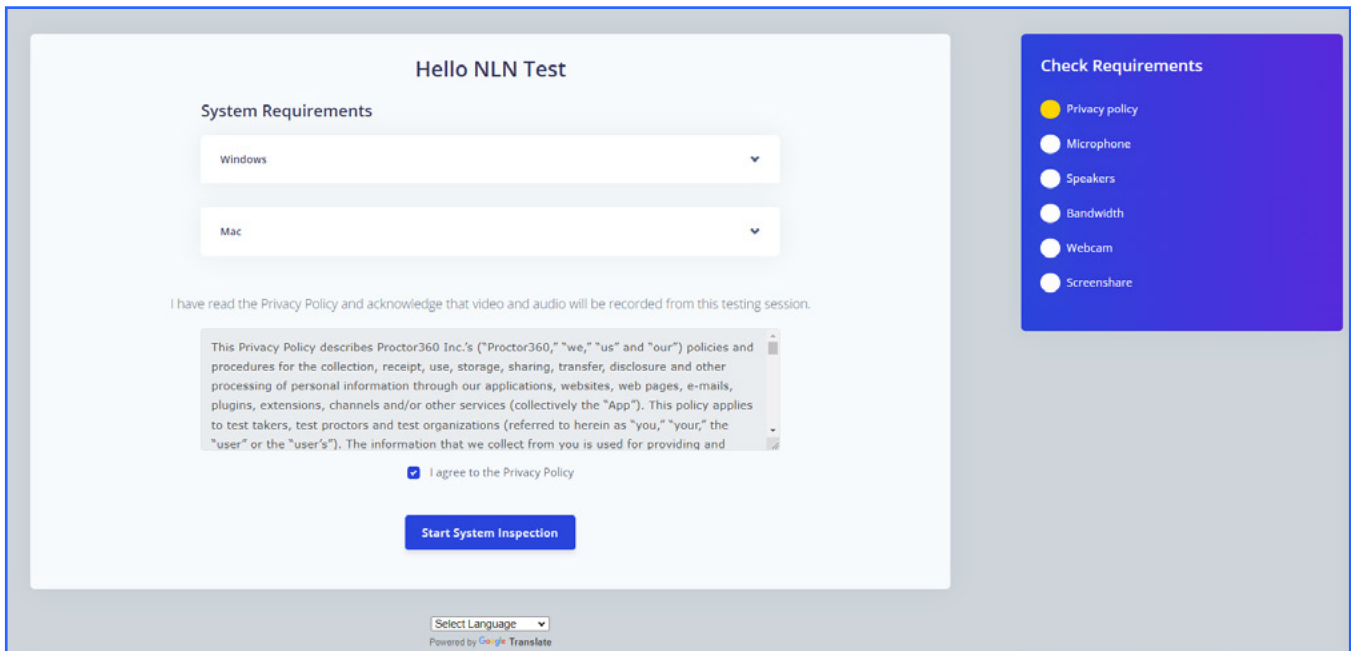 Hello NLN Test
System Requirements
Windows
Mac
I have read the Privacy Policy and acknowledge that video and audio will be recorded from this testing session.
This Privacy Policy describes Proctor360 Inc.'s (“Proctor360,” “we,” “us” and “our”) policies and
procedures for the collection, receipt, use, storage, sharing, transfer, disclosure and other
processing of personal information through our applications, websites, web pages, e-mails,
plugins, extensions, channels and/or other services (collectively the “App”). This policy applies
to test takers, test proctors and test organizations (referred to herein as “you,” “your,” the
“user” or the “user’s”). The information that we collect from you is used for providing and
I agree to the Privacy Policy
Start System Inspection
Select Language
Powered by Google Translate
Check Requirements
Privacy policy
Microphone
Speakers
Bandwidth
Webcam
Screenshare